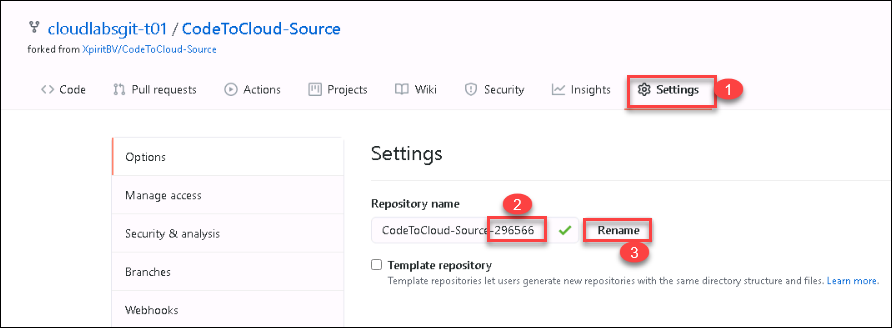 cloudlabsgit-t01 / CodeToCloud-Source
forked from XpiritBV/CodeToCloud-Source
Code Pull requests Actions Projects Wiki Security Insights Settings 1
Options
Manage access
Security & analysis
Branches
Webhooks
Settings
2
Repository name
CodeToCloud-Source-296566 Rename
3
Template repository
Template repositories let users generate new repositories with the same directory structure and files. Learn more.